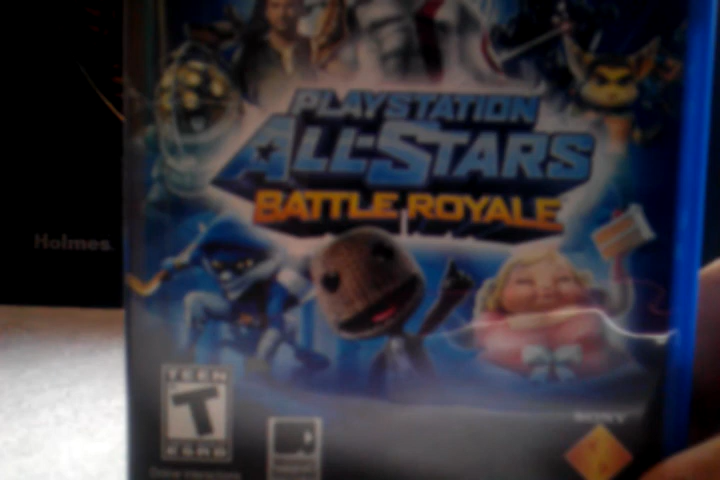 PLAYSTATION
ALL-STARS
BATTLE ROYALE
Holmes
TEEN
T
ESRB
SONY